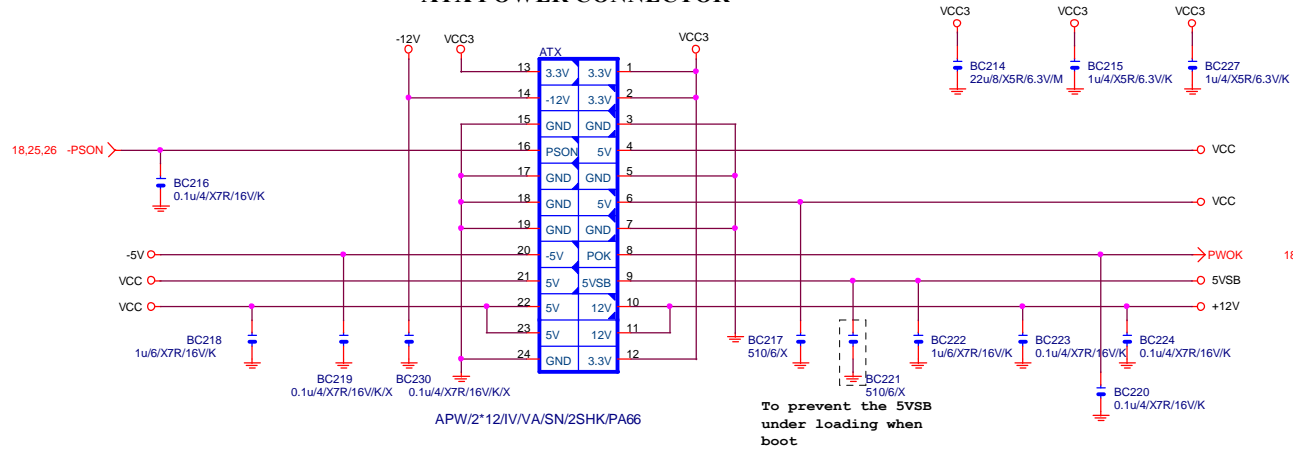 ATX POWER CONNECTOR
VCC3
VCC3
VCC3
BC214
22u/8/X5R/6.3V/M
BC215
1u/4/X5R/6.3V/K
BC227
1u/4/X5R/6.3V/K
-12V
VCC3
VCC3
ATX
13 3.3V 3.3V 1
14 -12V 3.3V 2
15 GND GND 3
18,25,26 -PSON 16 PSON 5V 4 VCC
17 GND GND 5
18 GND 5V 6 VCC
19 GND GND 7
-5V 20 -5V POK 8 PWOK 18
VCC 21 5V 5VSB 9 5VSB
VCC 22 5V 12V 10 +12V
23 5V 12V 11
24 GND 3.3V 12
BC216
0.1u/4/X7R/16V/K
BC218
1u/6/X7R/16V/K
BC219
0.1u/4/X7R/16V/K/X
BC230
0.1u/4/X7R/16V/K/X
BC217
510/6/X
BC221
510/6/X
BC222
1u/6/X7R/16V/K
BC223
0.1u/4/X7R/16V/K
BC224
0.1u/4/X7R/16V/K
BC220
0.1u/4/X7R/16V/K
APW/2*12/IV/VA/SN/2SHK/PA66
To prevent the 5VSB
under loading when
boot